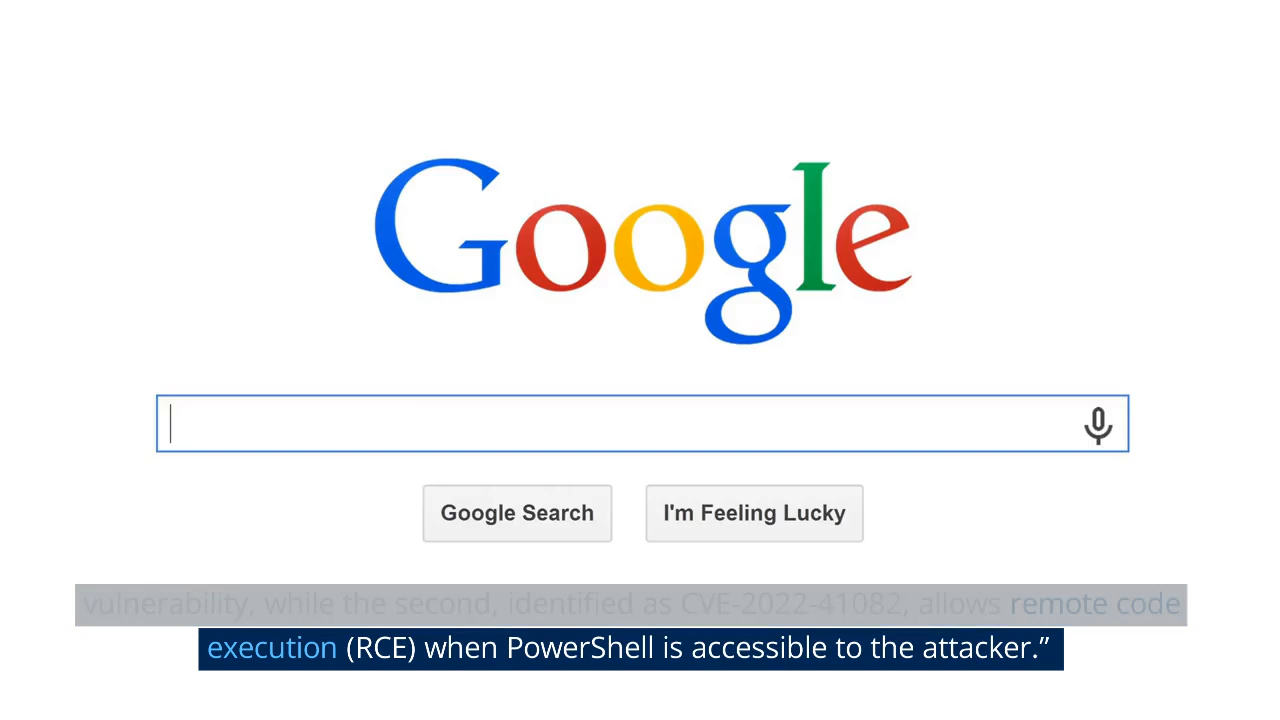 Google
Google Search
I'm Feeling Lucky
vulnerability, while the second, identified as CVE-2022-41082, allows remote code
execution (RCE) when PowerShell is accessible to the attacker.”